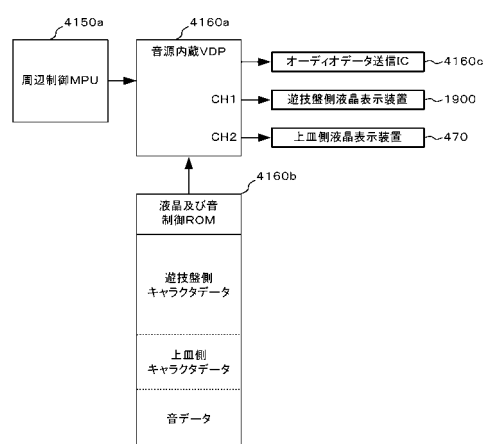 4150a
4160a
周辺制御MPU
音源内蔵VDP
CH1
CH2
オーディオデータ送信IC
4160c
遊技盤側液晶表示装置
1900
上皿側液晶表示装置
470
4160b
液晶及び音
制御ROM
遊技盤側
キャラクタデータ
上皿側
キャラクタデータ
音データ